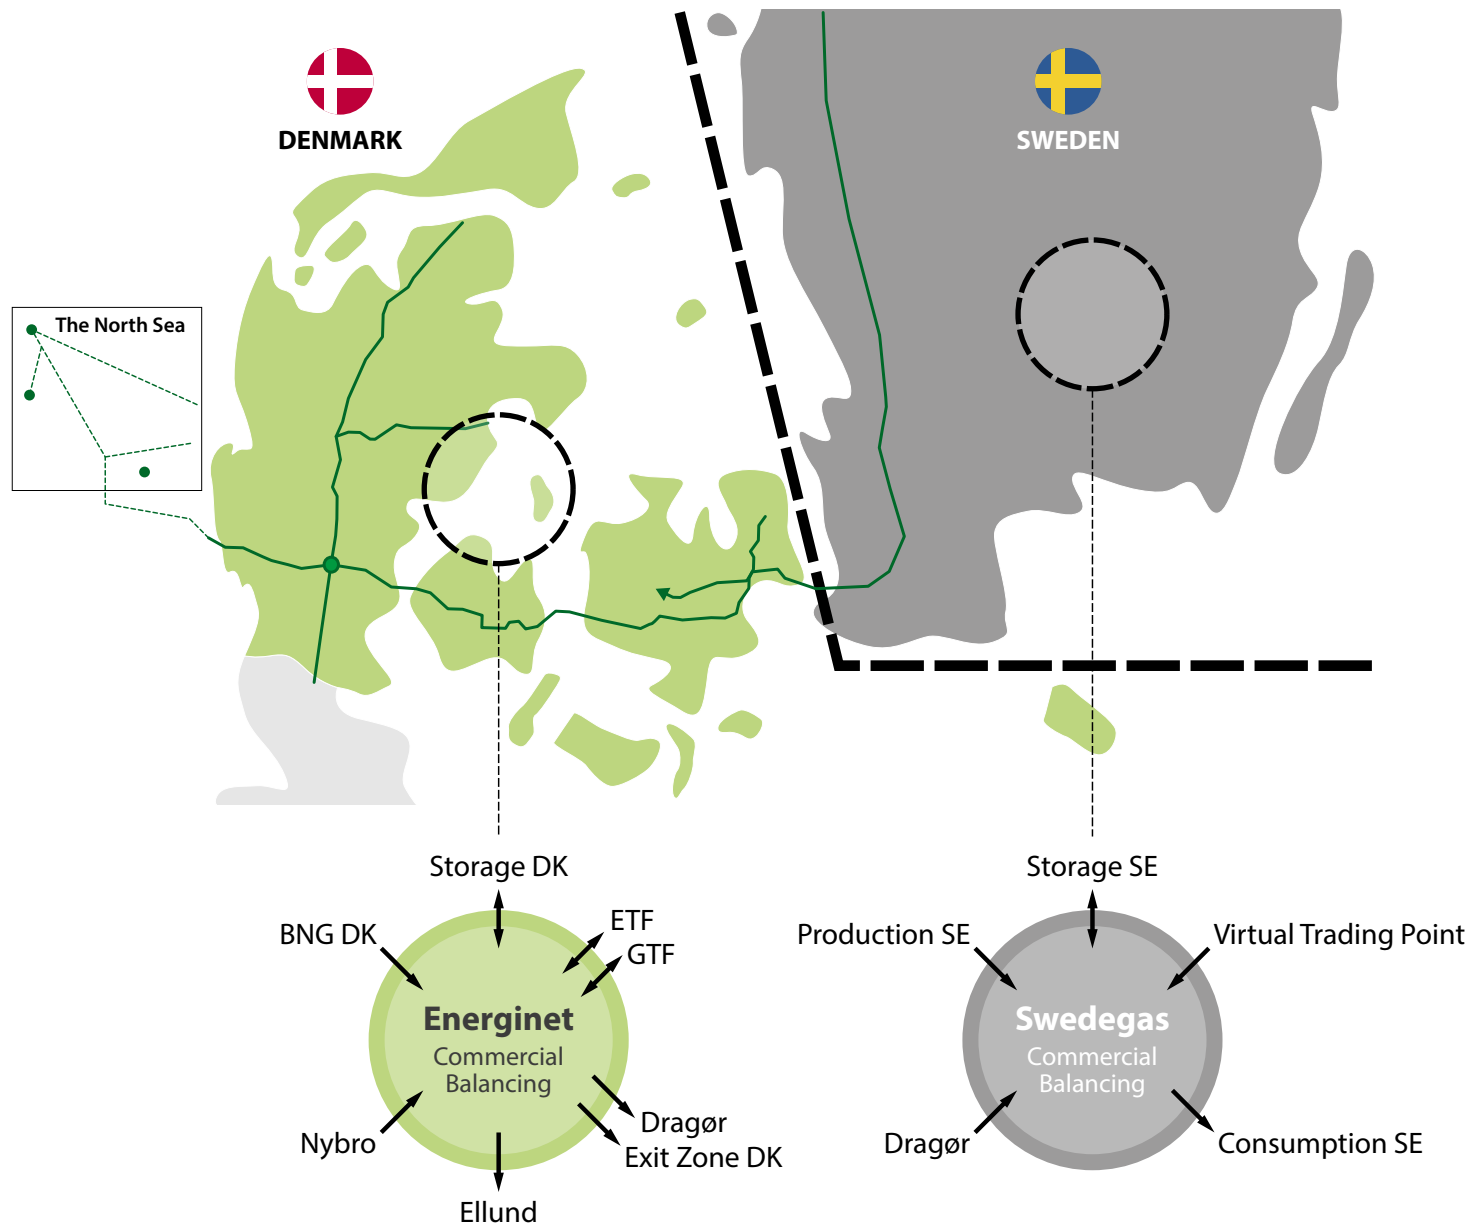 DENMARK
SWEDEN
The North Sea
Storage DK
BNG DK
ETF
GTF
Energinet
Commercial
Balancing
Nybro
Dragør
Exit Zone DK
Ellund
Storage SE
Production SE
Virtual Trading Point
Swedegas
Commercial
Balancing
Dragør
Consumption SE